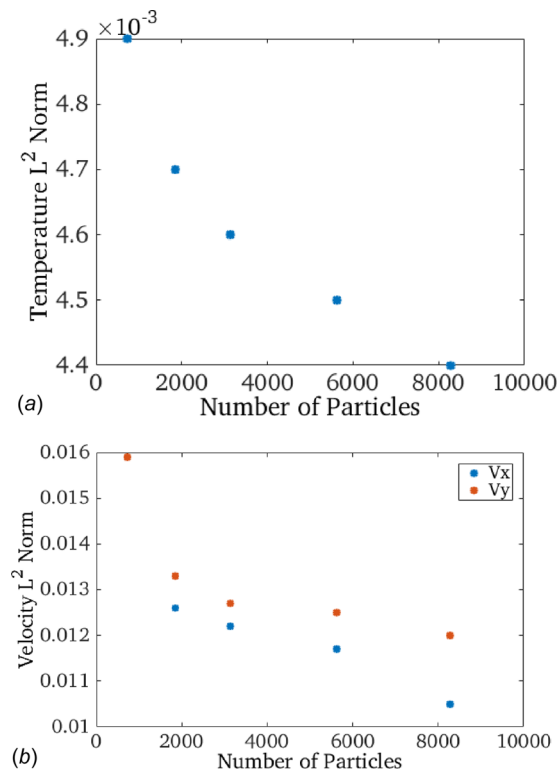 ×10⁻³
4.9
4.8
4.7
4.6
4.5
4.4
Temperature L² Norm
0 2000 4000 6000 8000 10000
Number of Particles
(a)
0.016
0.015
0.014
0.013
0.012
0.011
0.01
Velocity L² Norm
Vx
Vy
0 2000 4000 6000 8000 10000
Number of Particles
(b)